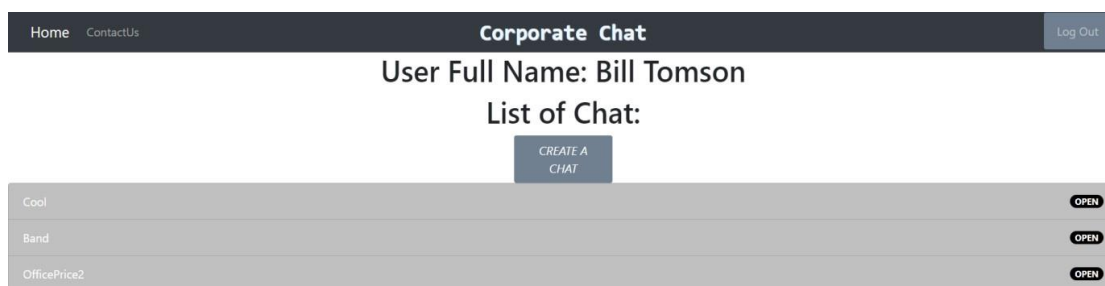 Home ContactUs Corporate Chat Log Out
User Full Name: Bill Tomson
List of Chat:
CREATE A
CHAT
Cool OPEN
Band OPEN
OfficePrice2 OPEN